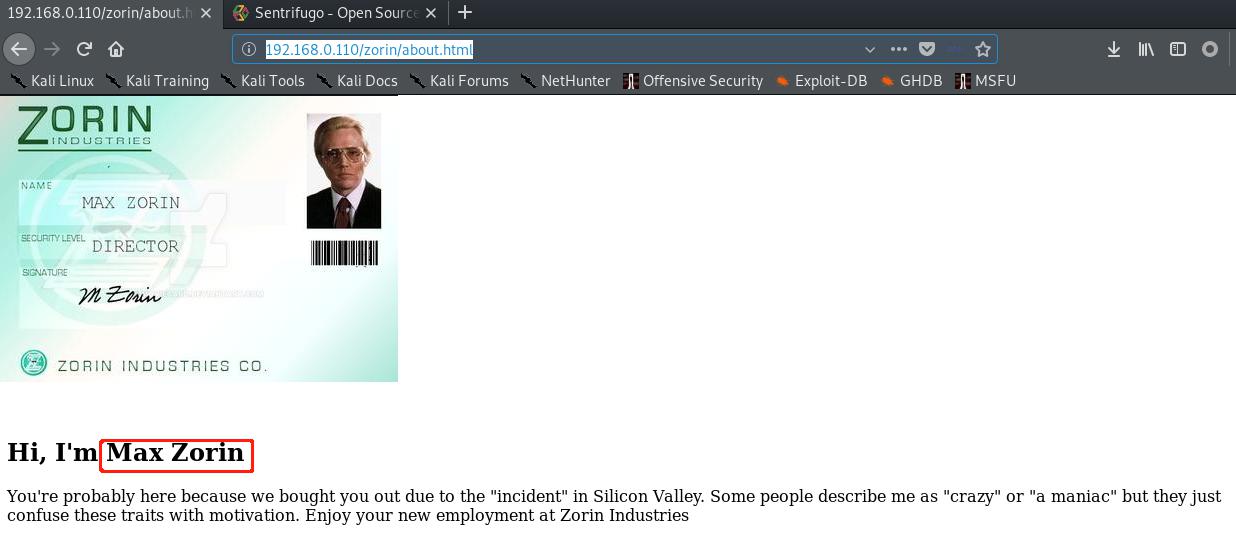 192.168.0.110/zorin/about.h
Sentrifugo - Open Source
192.168.0.110/zorin/about.html
Kali Linux
Kali Training
Kali Tools
Kali Docs
Kali Forums
NetHunter
Offensive Security
Exploit-DB
GHDB
MSFU
ZORIN
INDUSTRIES
NAME
MAX ZORIN
SECURITY LEVEL
DIRECTOR
SIGNATURE
M Zorin
ZORIN INDUSTRIES CO.
Hi, I'm Max Zorin
You're probably here because we bought you out due to the "incident" in Silicon Valley. Some people describe me as "crazy" or "a maniac" but they just
confuse these traits with motivation. Enjoy your new employment at Zorin Industries